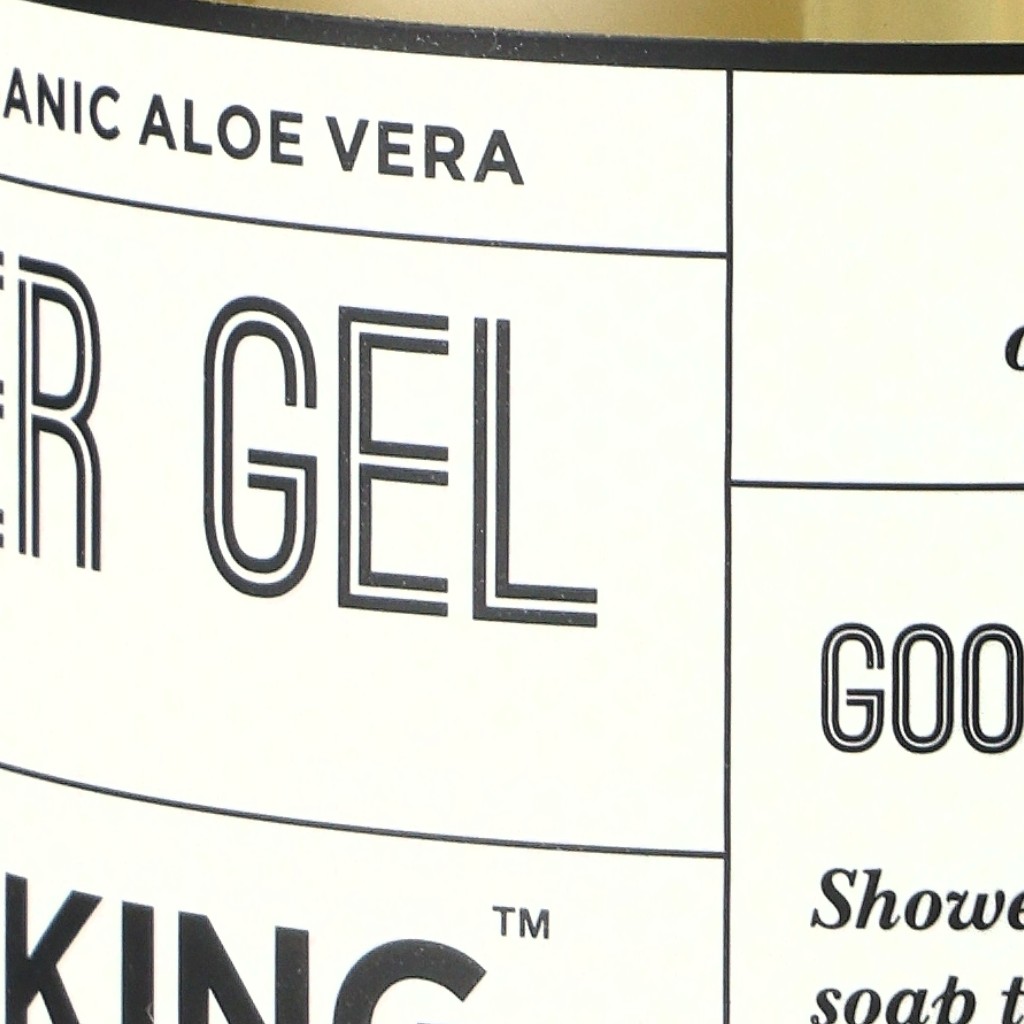 ANIC ALOE VERA
ER GEL
KING™
GOO
Showe
soap t